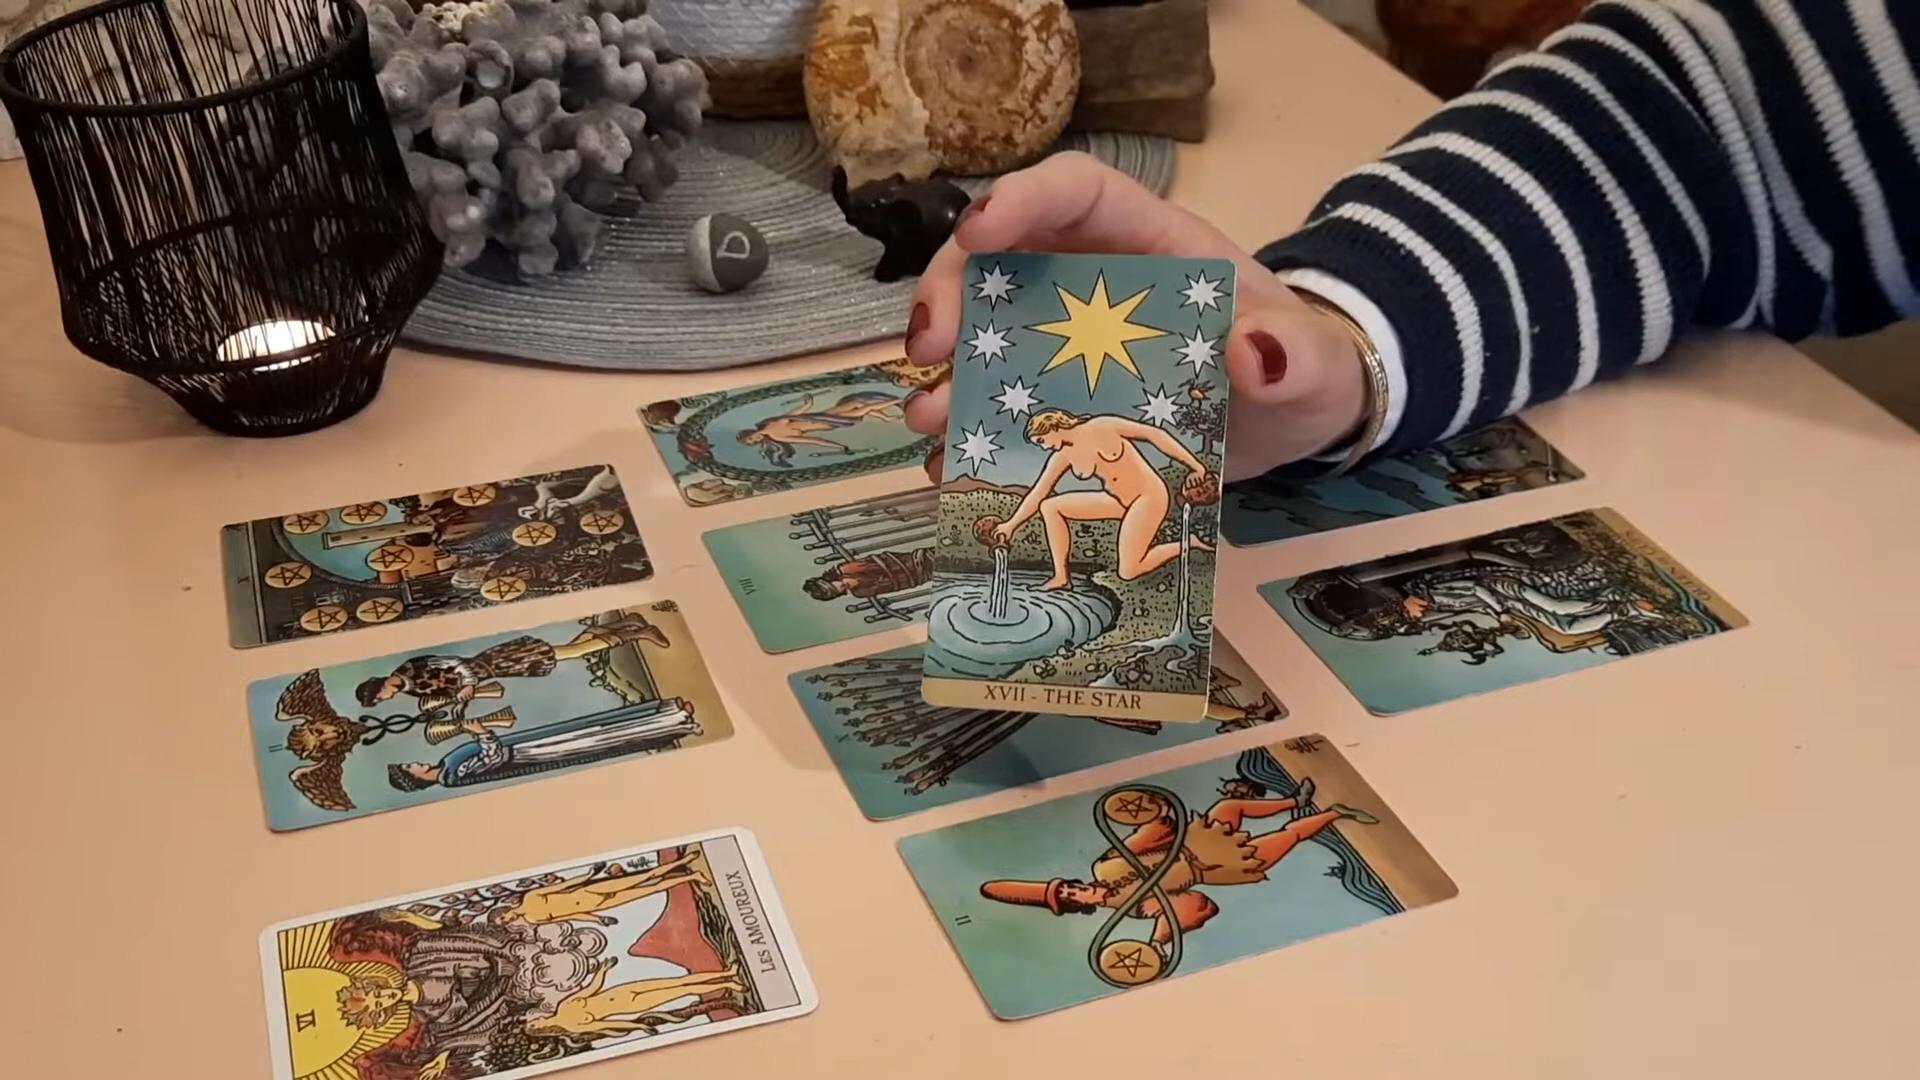 D
XVII - THE STAR
X
VIII
II
X
II
VI
LES AMOUREUX